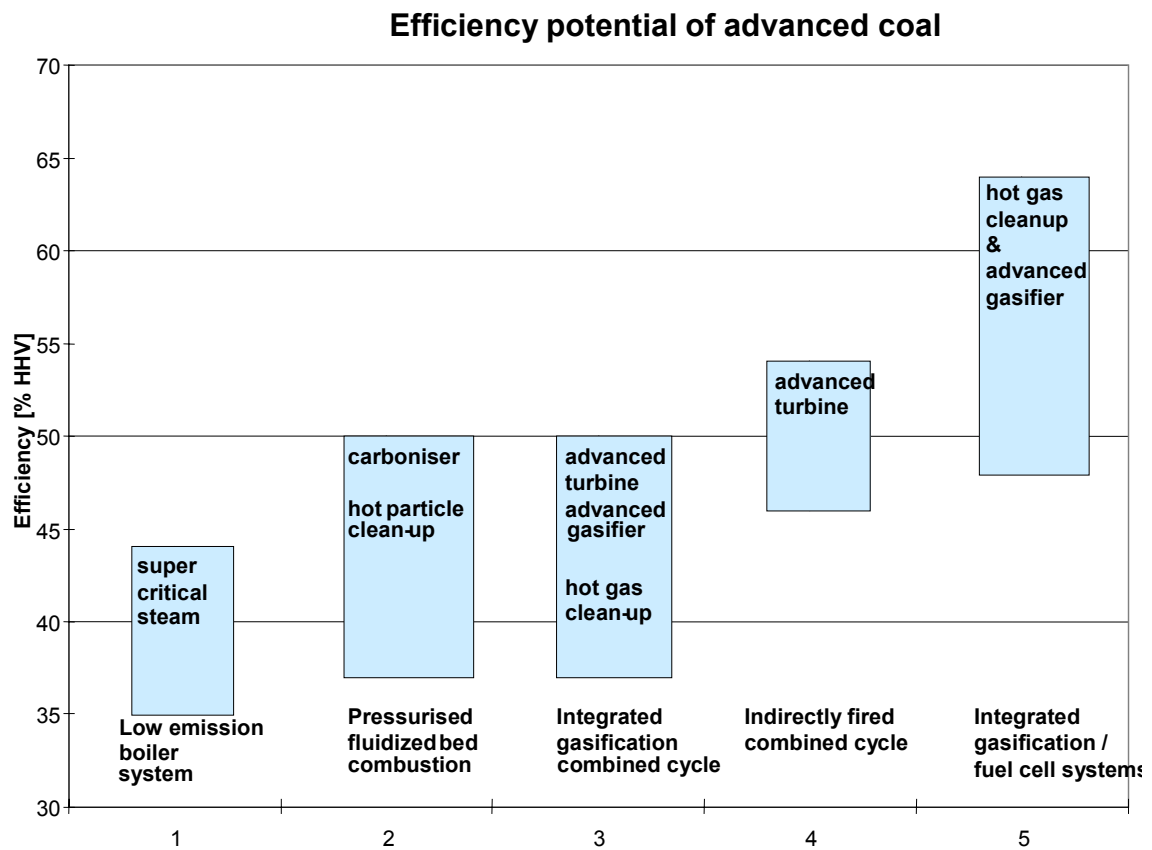 Efficiency potential of advanced coal
70
65
60
55
50
45
40
35
30
Efficiency [% HHV]
super
critical
steam
carboniser
hot particle
clean-up
advanced
turbine
advanced
gasifier
hot gas
clean-up
advanced
turbine
hot gas
cleanup
&
advanced
gasifier
Low emission
boiler
system
Pressurised
fluidized bed
combustion
Integrated
gasification
combined cycle
Indirectly fired
combined cycle
Integrated
gasification /
fuel cell systems
1
2
3
4
5